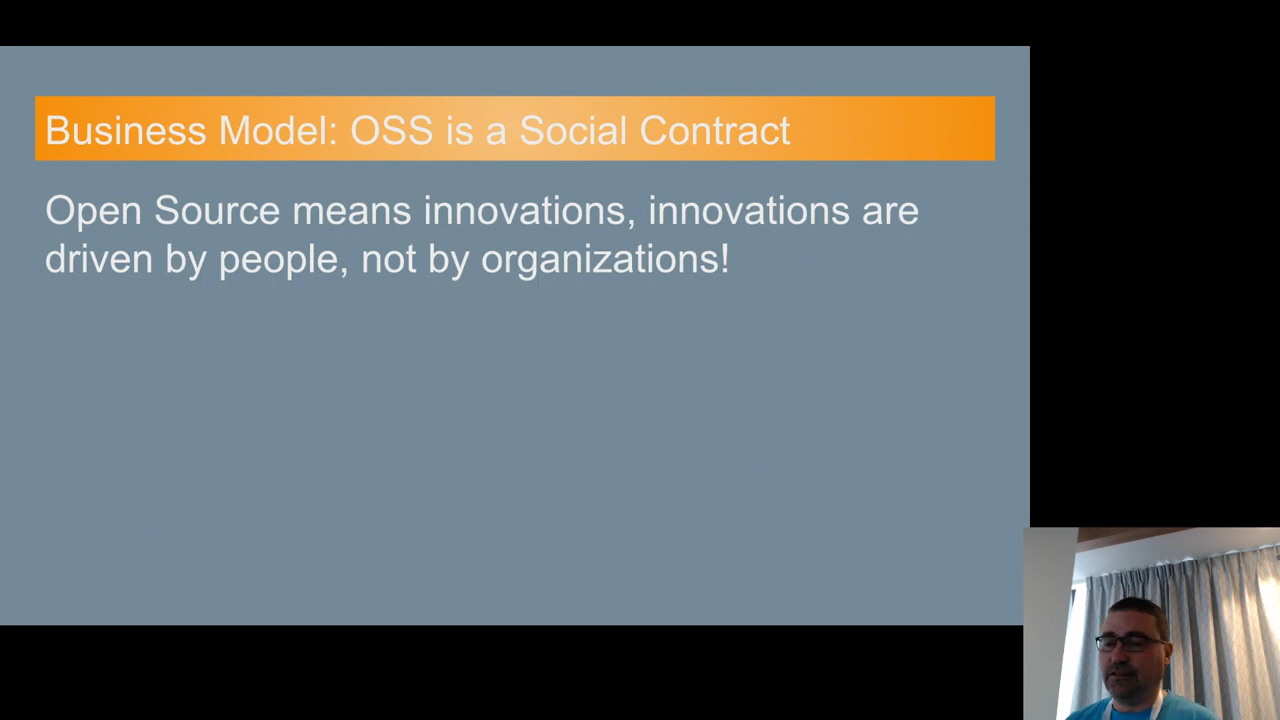 Business Model: OSS is a Social Contract
Open Source means innovations, innovations are
driven by people, not by organizations!